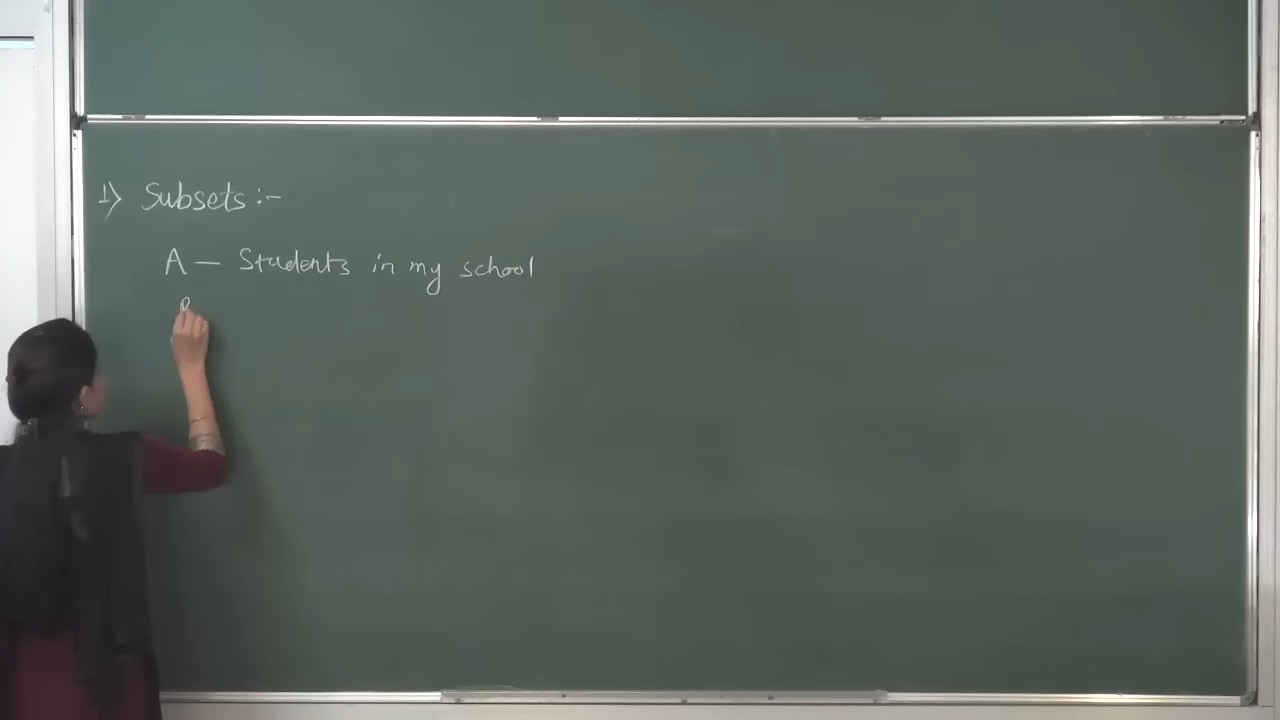 1) Subsets :-
A — Students in my school